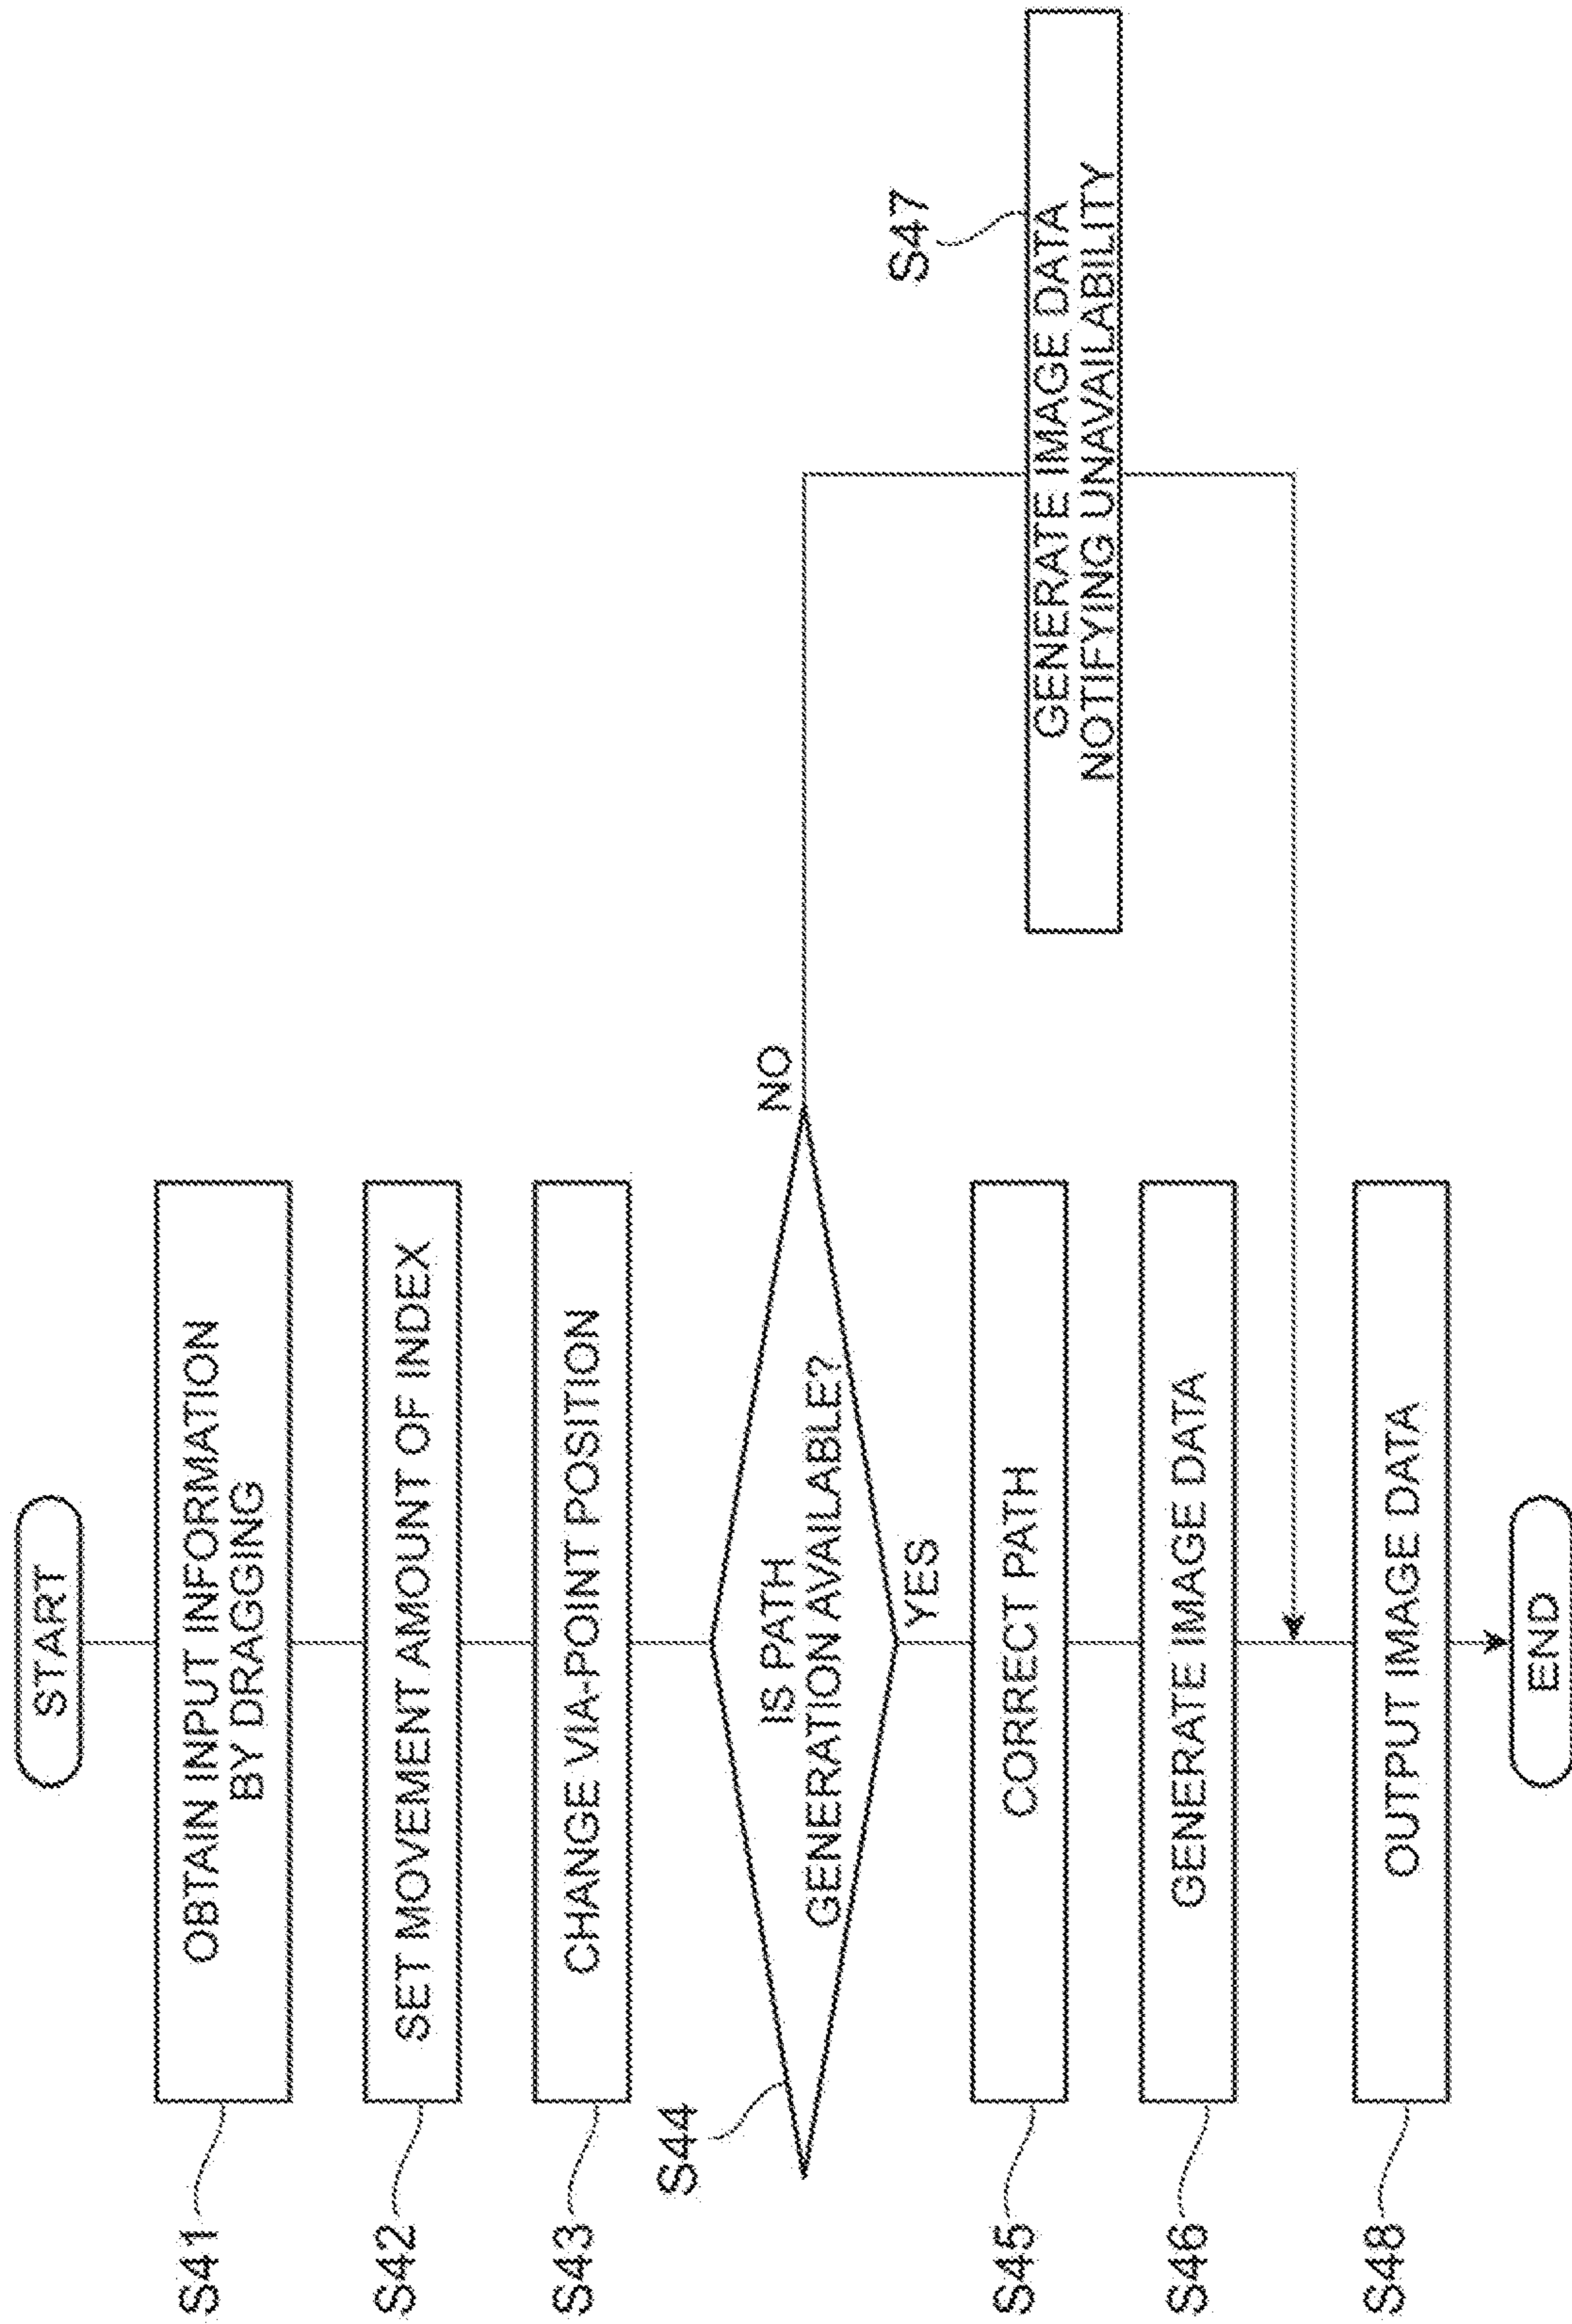 START
S41
OBTAIN INPUT INFORMATION
BY DRAGGING
S42
SET MOVEMENT AMOUNT OF INDEX
S43
CHANGE VIA-POINT POSITION
S44
IS PATH
GENERATION AVAILABLE?
NO
YES
S45
CORRECT PATH
S46
GENERATE IMAGE DATA
S47
GENERATE IMAGE DATA
NOTIFYING UNAVAILABILITY
S48
OUTPUT IMAGE DATA
END